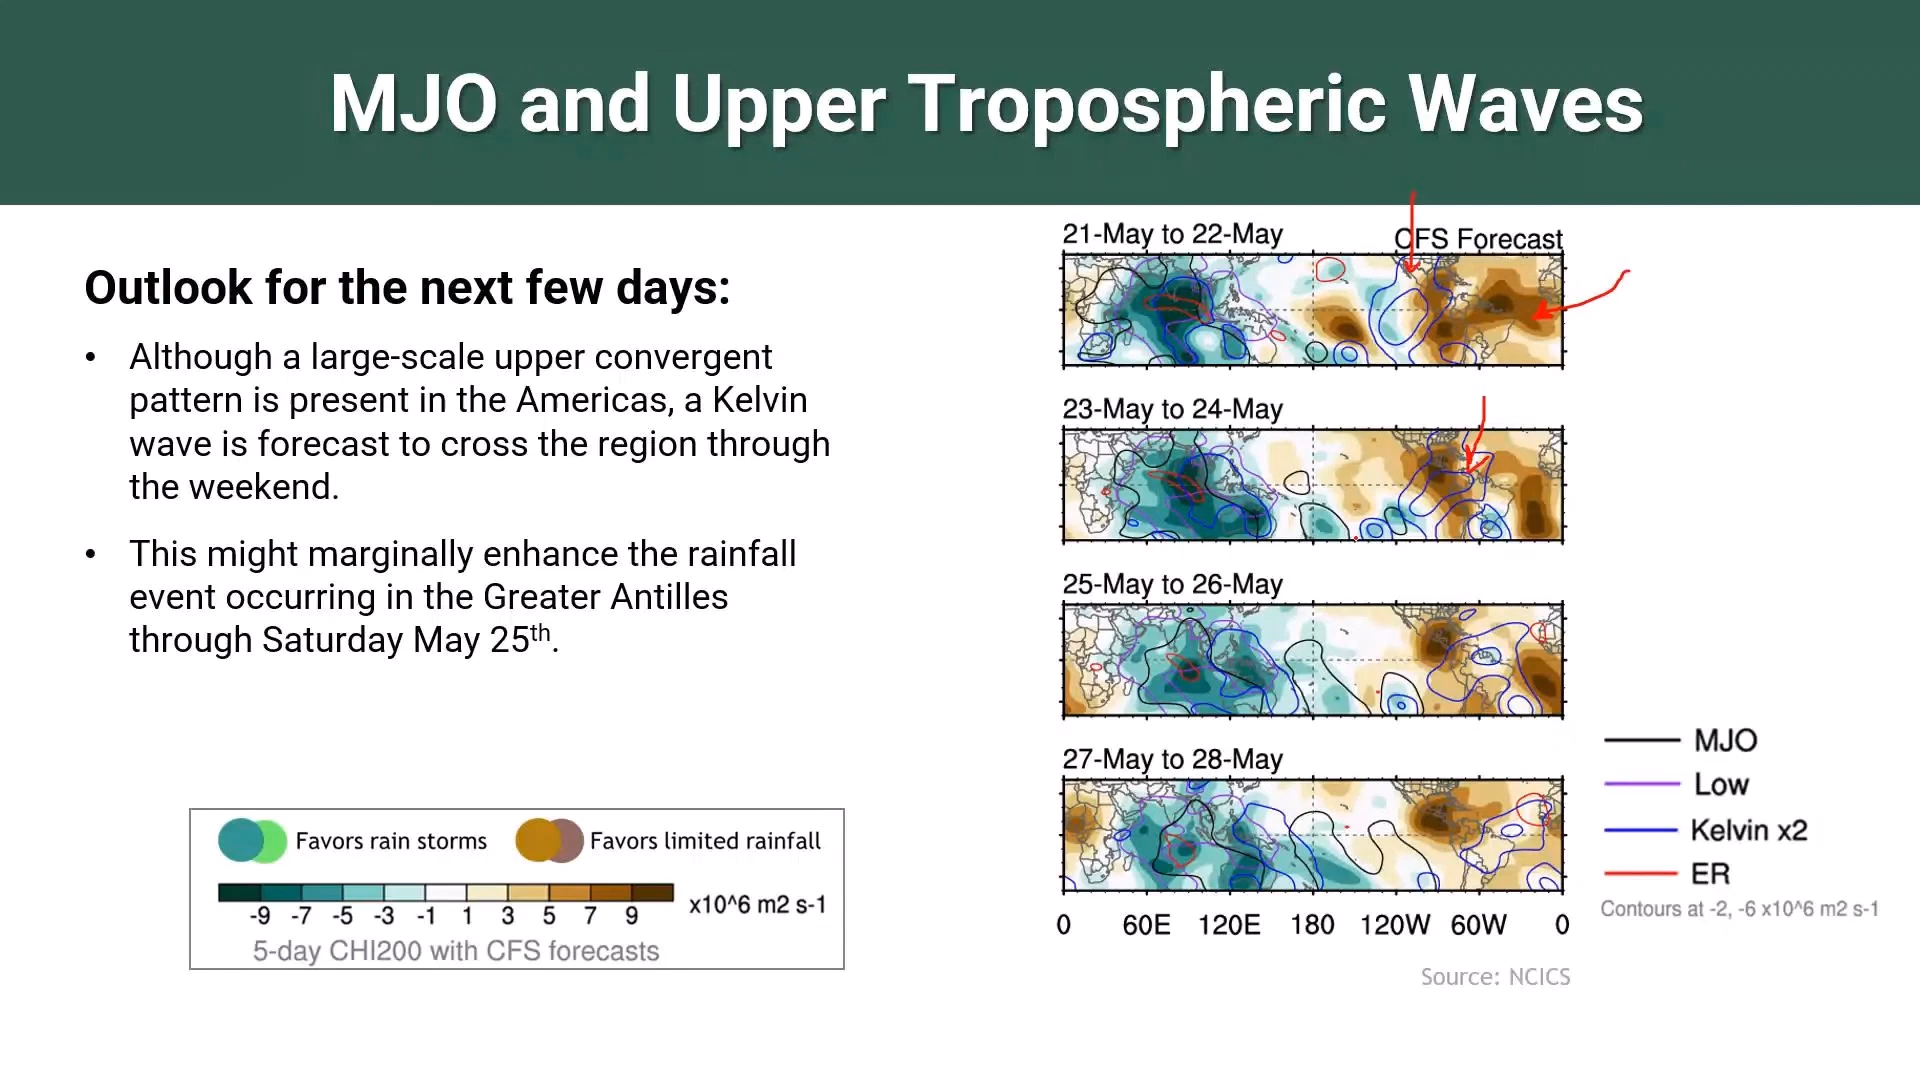 MJO and Upper Tropospheric Waves
Outlook for the next few days:
• Although a large-scale upper convergent
pattern is present in the Americas, a Kelvin
wave is forecast to cross the region through
the weekend.
• This might marginally enhance the rainfall
event occurring in the Greater Antilles
through Saturday May 25th.
Favors rain storms Favors limited rainfall
-9 -7 -5 -3 -1 1 3 5 7 9 x10^6 m2 s-1
5-day CHI200 with CFS forecasts
21-May to 22-May CFS Forecast
23-May to 24-May
25-May to 26-May
27-May to 28-May
0 60E 120E 180 120W 60W 0
MJO
Low
Kelvin x2
ER
Contours at -2, -6 x10^6 m2 s-1
Source: NCICS